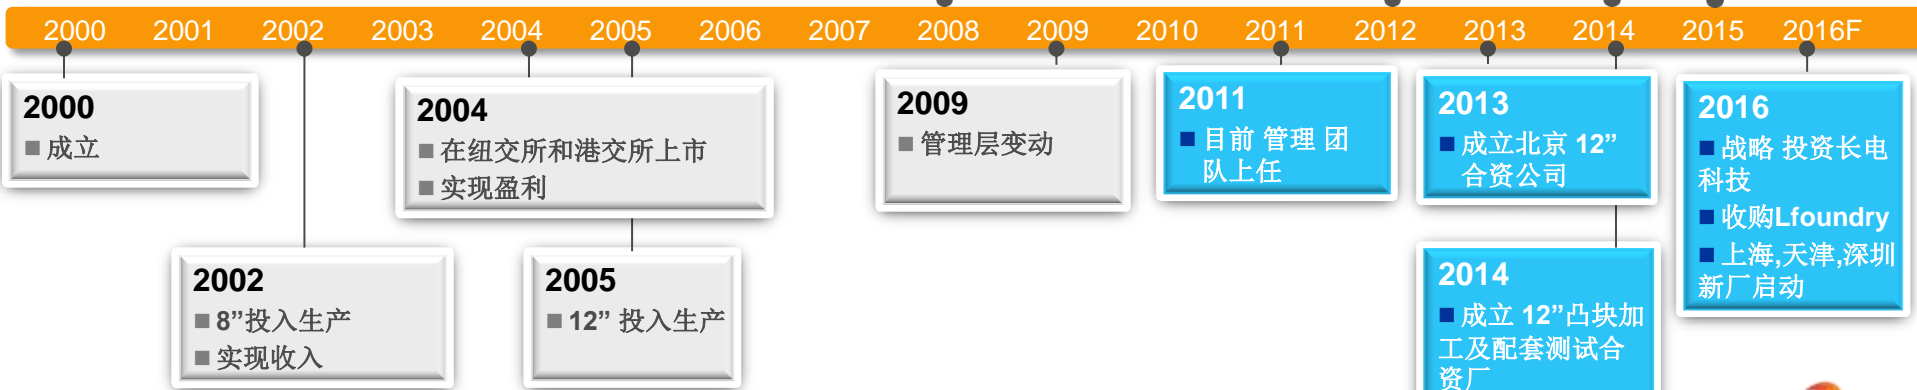 2000 2001 2002 2003 2004 2005 2006 2007 2008 2009 2010 2011 2012 2013 2014 2015 2016F
2000
■ 成立
2002
■ 8”投入生产
■ 实现收入
2004
■ 在纽交所和港交所上市
■ 实现盈利
2005
■ 12” 投入生产
2009
■ 管理层变动
2011
■ 目前 管理 团
队上任
2013
■ 成立北京 12”
合资公司
2014
■ 成立 12”凸块加
工及配套测试合
资厂
2016
■ 战略 投资长电
科技
■ 收购Lfoundry
■ 上海,天津,深圳
新厂启动